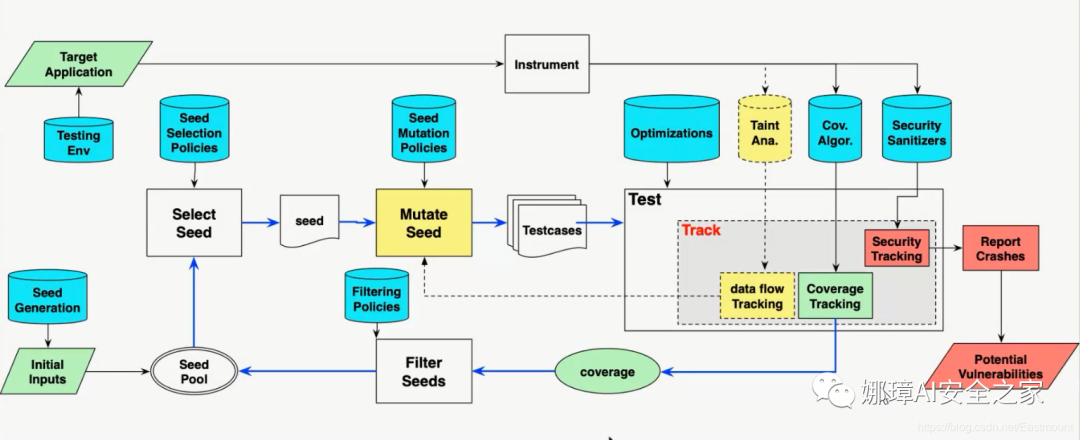 Target
Application
Instrument
Testing
Env
Seed
Selection
Policies
Seed
Mutation
Policies
Optimizations
Taint
Ana.
Cov.
Algor.
Security
Sanitizers
Select
Seed
seed
Mutate
Seed
Testcases
Test
Track
Security
Tracking
Report
Crashes
data flow
Tracking
Coverage
Tracking
Seed
Generation
Filtering
Policies
Initial
Inputs
Seed
Pool
Filter
Seeds
coverage
Potential
Vulnerabilities
娜璋AI安全之家
https://blog.csdn.net/Eastmount